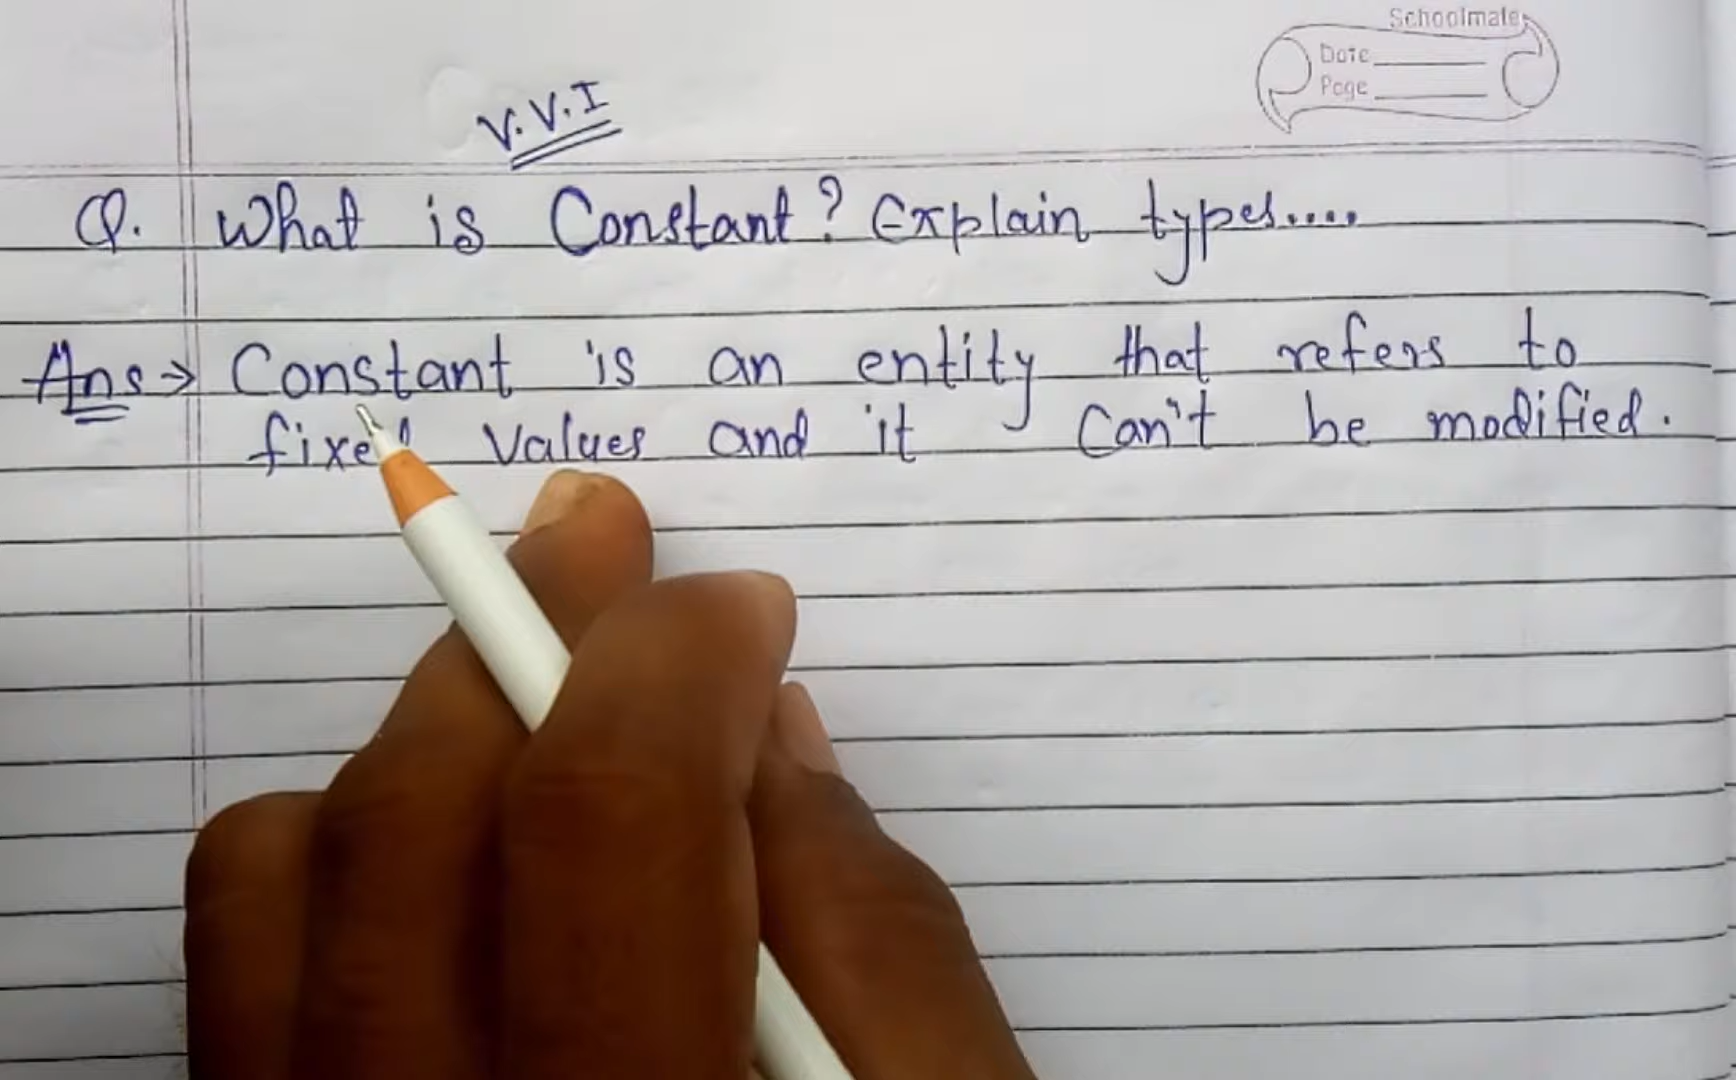 Schoolmate
Date
Page
V.V.I
Q. What is Constant? Explain types.....
Ans→ Constant is an entity that refers to
fixed values and it can't be modified.